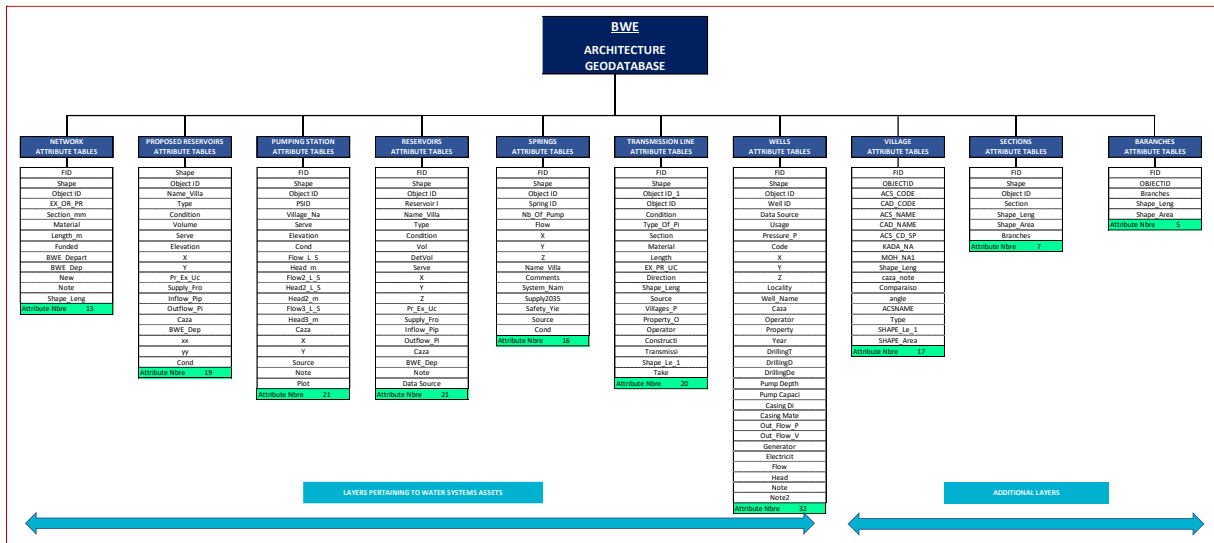 BWE
ARCHITECTURE
GEODATABASE
NETWORK
ATTRIBUTE TABLES
FID
Shape
Object ID
EX_OR_PR
Section_mm
Material
Length_m
Funded
BWE_Depart
BWE_Dep
New
Note
Shape_Leng
Attribute Nbre 13
PROPOSED RESERVOIRS
ATTRIBUTE TABLES
Shape
Object ID
Name_Villa
Type
Condition
Volume
Serve
Elevation
X
Y
Pr_Ex_Uc
Supply_Fro
Inflow_Pip
Outflow_Pi
Caza
BWE_Dep
xx
yy
Cond
Attribute Nbre 19
PUMPING STATION
ATTRIBUTE TABLES
FID
Shape
Object ID
PSID
Village_Na
Serve
Elevation
Cond
Flow_L_S
Head_m
Flow2_L_S
Head2_L_S
Head2_m
Flow3_L_S
Head3_m
Caza
X
Y
Source
Note
Plot
Attribute Nbre 21
RESERVOIRS
ATTRIBUTE TABLES
FID
Shape
Object ID
Reservoir I
Name_Villa
Type
Condition
Vol
DetVol
Serve
X
Y
Z
Pr_Ex_Uc
Supply_Fro
Inflow_Pip
Outflow_Pi
Caza
BWE_Dep
Note
Data Source
Attribute Nbre 21
SPRINGS
ATTRIBUTE TABLES
FID
Shape
Object ID
Spring ID
Nb_Of_Pump
Flow
X
Y
Z
Name_Villa
Comments
System_Nam
Supply2035
Safety_Yie
Source
Cond
Attribute Nbre 16
TRANSMISSION LINE
ATTRIBUTE TABLES
FID
Shape
Object ID_1
Object ID
Condition
Type_Of_Pi
Section
Material
Length
EX_PR_UC
Direction
Shape_Leng
Source
Villages_P
Property_O
Operator
Constructi
Transmissi
Shape_Le_1
Take
Attribute Nbre 20
WELLS
ATTRIBUTE TABLES
FID
Shape
Object ID
Well ID
Data Source
Usage
Pressure_P
Code
X
Y
Z
Locality
Well_Name
Caza
Operator
Property
Year
DrillingT
DrillingD
DrillingDe
Pump Depth
Pump Capaci
Casing Di
Casing Mate
Out_Flow_P
Out_Flow_V
Generator
Electricit
Flow
Head
Note
Note2
Attribute Nbre 32
VILLAGE
ATTRIBUTE TABLES
FID
OBJECTID
ACS_CODE
CAD_CODE
ACS_NAME
CAD_NAME
ACS_CD_SP
KADA_NA
MOH_NA1
Shape_Leng
caza_note
Comparaiso
angle
ACSNAME
Type
SHAPE_Le_1
SHAPE_Area
Attribute Nbre 17
SECTIONS
ATTRIBUTE TABLES
FID
Shape
Object ID
Section
Shape_Leng
Shape_Area
Branches
Attribute Nbre 7
BARANCHES
ATTRIBUTE TABLES
FID
OBJECTID
Branches
Shape_Leng
Shape_Area
Attribute Nbre 5
LAYERS PERTAINING TO WATER SYSTEMS ASSETS
ADDITIONAL LAYERS